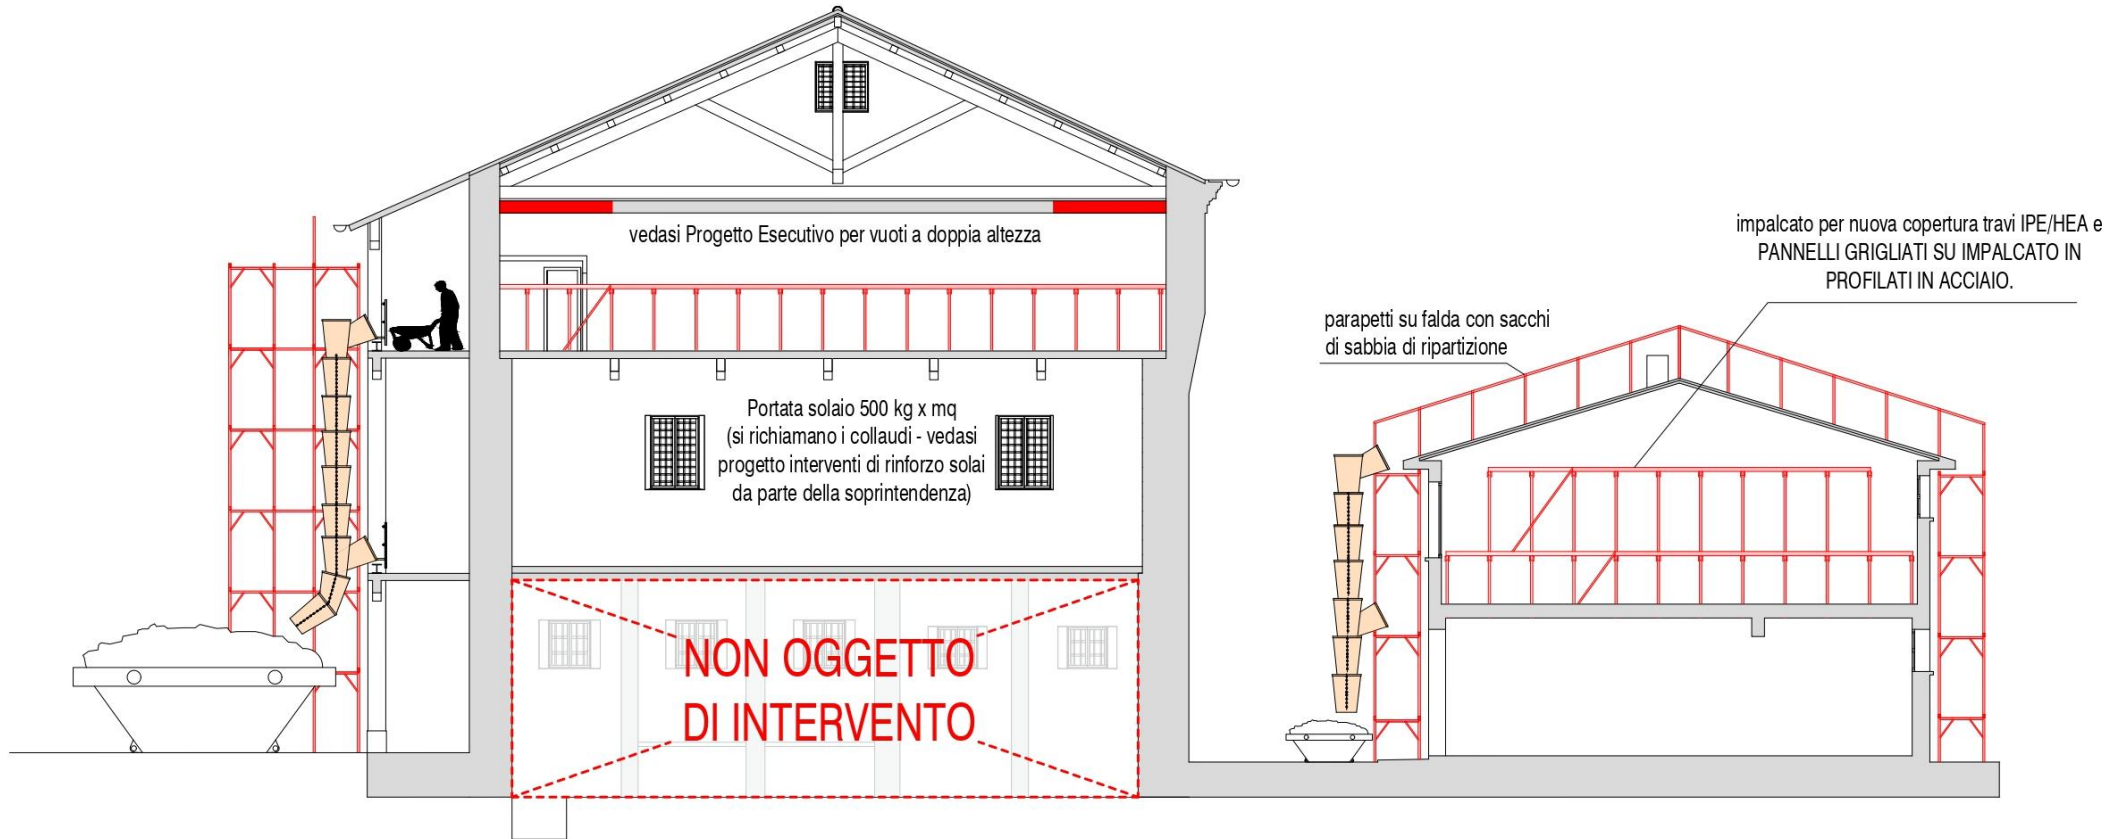 vedasi Progetto Esecutivo per vuoti a doppia altezza
Portata solaio 500 kg x mq
(si richiamano i collaudi - vedasi
progetto interventi di rinforzo solai
da parte della soprintendenza)
NON OGGETTO
DI INTERVENTO
parapetti su falda con sacchi
di sabbia di ripartizione
impalcato per nuova copertura travi IPE/HEA e
PANNELLI GRIGLIATI SU IMPALCATO IN
PROFILATI IN ACCIAIO.